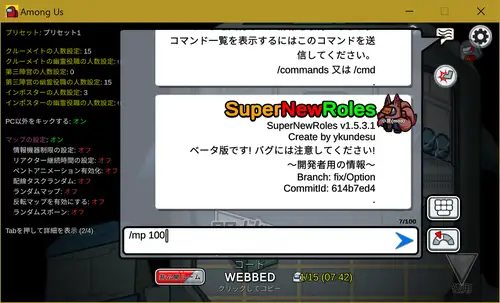 Among Us
プリセット: プリセット1
クルーメイトの人数設定: 15
クルーメイトの幽霊役職の人数設定: 0
第三陣営の人数設定: 0
第三陣営の幽霊役職の人数設定: 15
インポスターの人数設定: 3
インポスターの幽霊役職の人数設定:
PC以外をキックする: オン
マップの設定: オン
情報機器制限の設定: オフ
リアクター継続時間の設定: オフ
ベントアニメーション有効化: オフ
配線タスクランダム: オフ
ランダムマップ: オフ
反転マップを有効にする: オフ
ランダムスポーン: オフ
Tabを押して詳細を表示 (2/4)
コマンド一覧を表示するにはこのコマンドを送
信してください。
/commands 又は /cmd
.
SuperNewRoles
SuperNewRoles v1.5.3.1
Create by ykundesu
ベータ版です! バグには注意してください!
～開発者用の情報～
Branch: fix/Option
CommitId: 614b7ed4
.
7/100
/mp 100
コード
WEBBED
クリックしてコピー
1/15 (07:42)